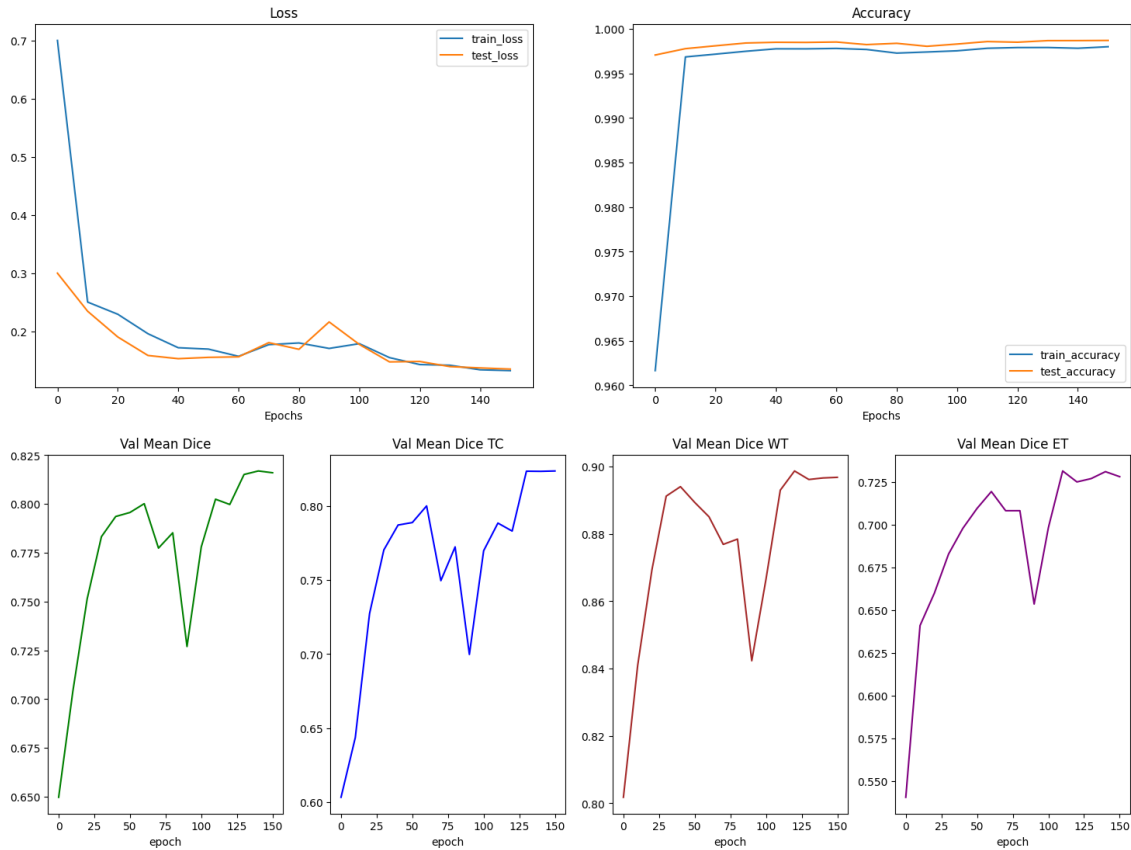 Loss
0.7
0.6
0.5
0.4
0.3
0.2
train_loss
test_loss
0 20 40 60 80 100 120 140
Epochs
Accuracy
1.000
0.995
0.990
0.985
0.980
0.975
0.970
0.965
0.960
train_accuracy
test_accuracy
0 20 40 60 80 100 120 140
Epochs
Val Mean Dice
0.825
0.800
0.775
0.750
0.725
0.700
0.675
0.650
0 25 50 75 100 125 150
epoch
Val Mean Dice TC
0.80
0.75
0.70
0.65
0.60
0 25 50 75 100 125 150
epoch
Val Mean Dice WT
0.90
0.88
0.86
0.84
0.82
0.80
0 25 50 75 100 125 150
epoch
Val Mean Dice ET
0.725
0.700
0.675
0.650
0.625
0.600
0.575
0.550
0 25 50 75 100 125 150
epoch